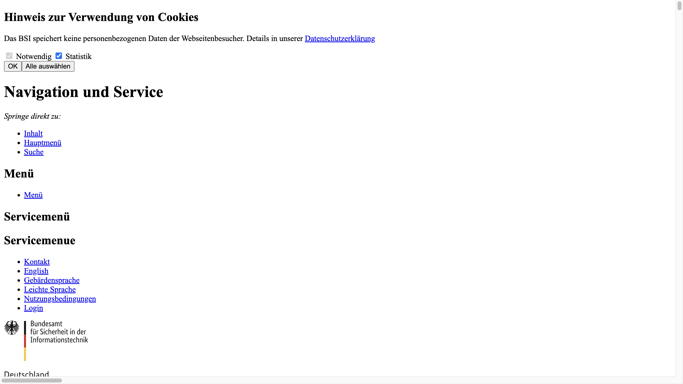 Hinweis zur Verwendung von Cookies
Das BSI speichert keine personenbezogenen Daten der Webseitenbesucher. Details in unserer Datenschutzerklärung
Notwendig Statistik
OK Alle auswählen
Navigation und Service
Springe direkt zu:
Inhalt
Hauptmenü
Suche
Menü
Menü
Servicemenü
Servicemenue
Kontakt
English
Gebärdensprache
Leichte Sprache
Nutzungsbedingungen
Login
Bundesamt
für Sicherheit in der
Informationstechnik
Deutschland